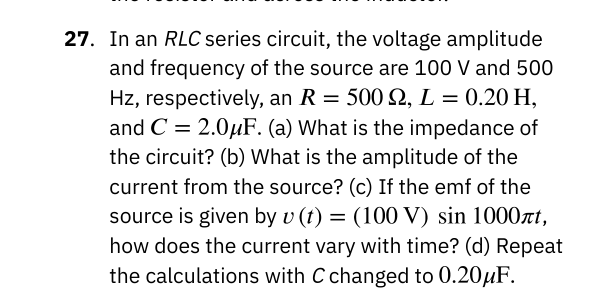 27. In an RLC series circuit, the voltage amplitude
and frequency of the source are 100 V and 500
Hz, respectively, an R = 500 Ω, L = 0.20 H,
and C = 2.0μF. (a) What is the impedance of
the circuit? (b) What is the amplitude of the
current from the source? (c) If the emf of the
source is given by v (t) = (100 V) sin 1000πt,
how does the current vary with time? (d) Repeat
the calculations with C changed to 0.20μF.